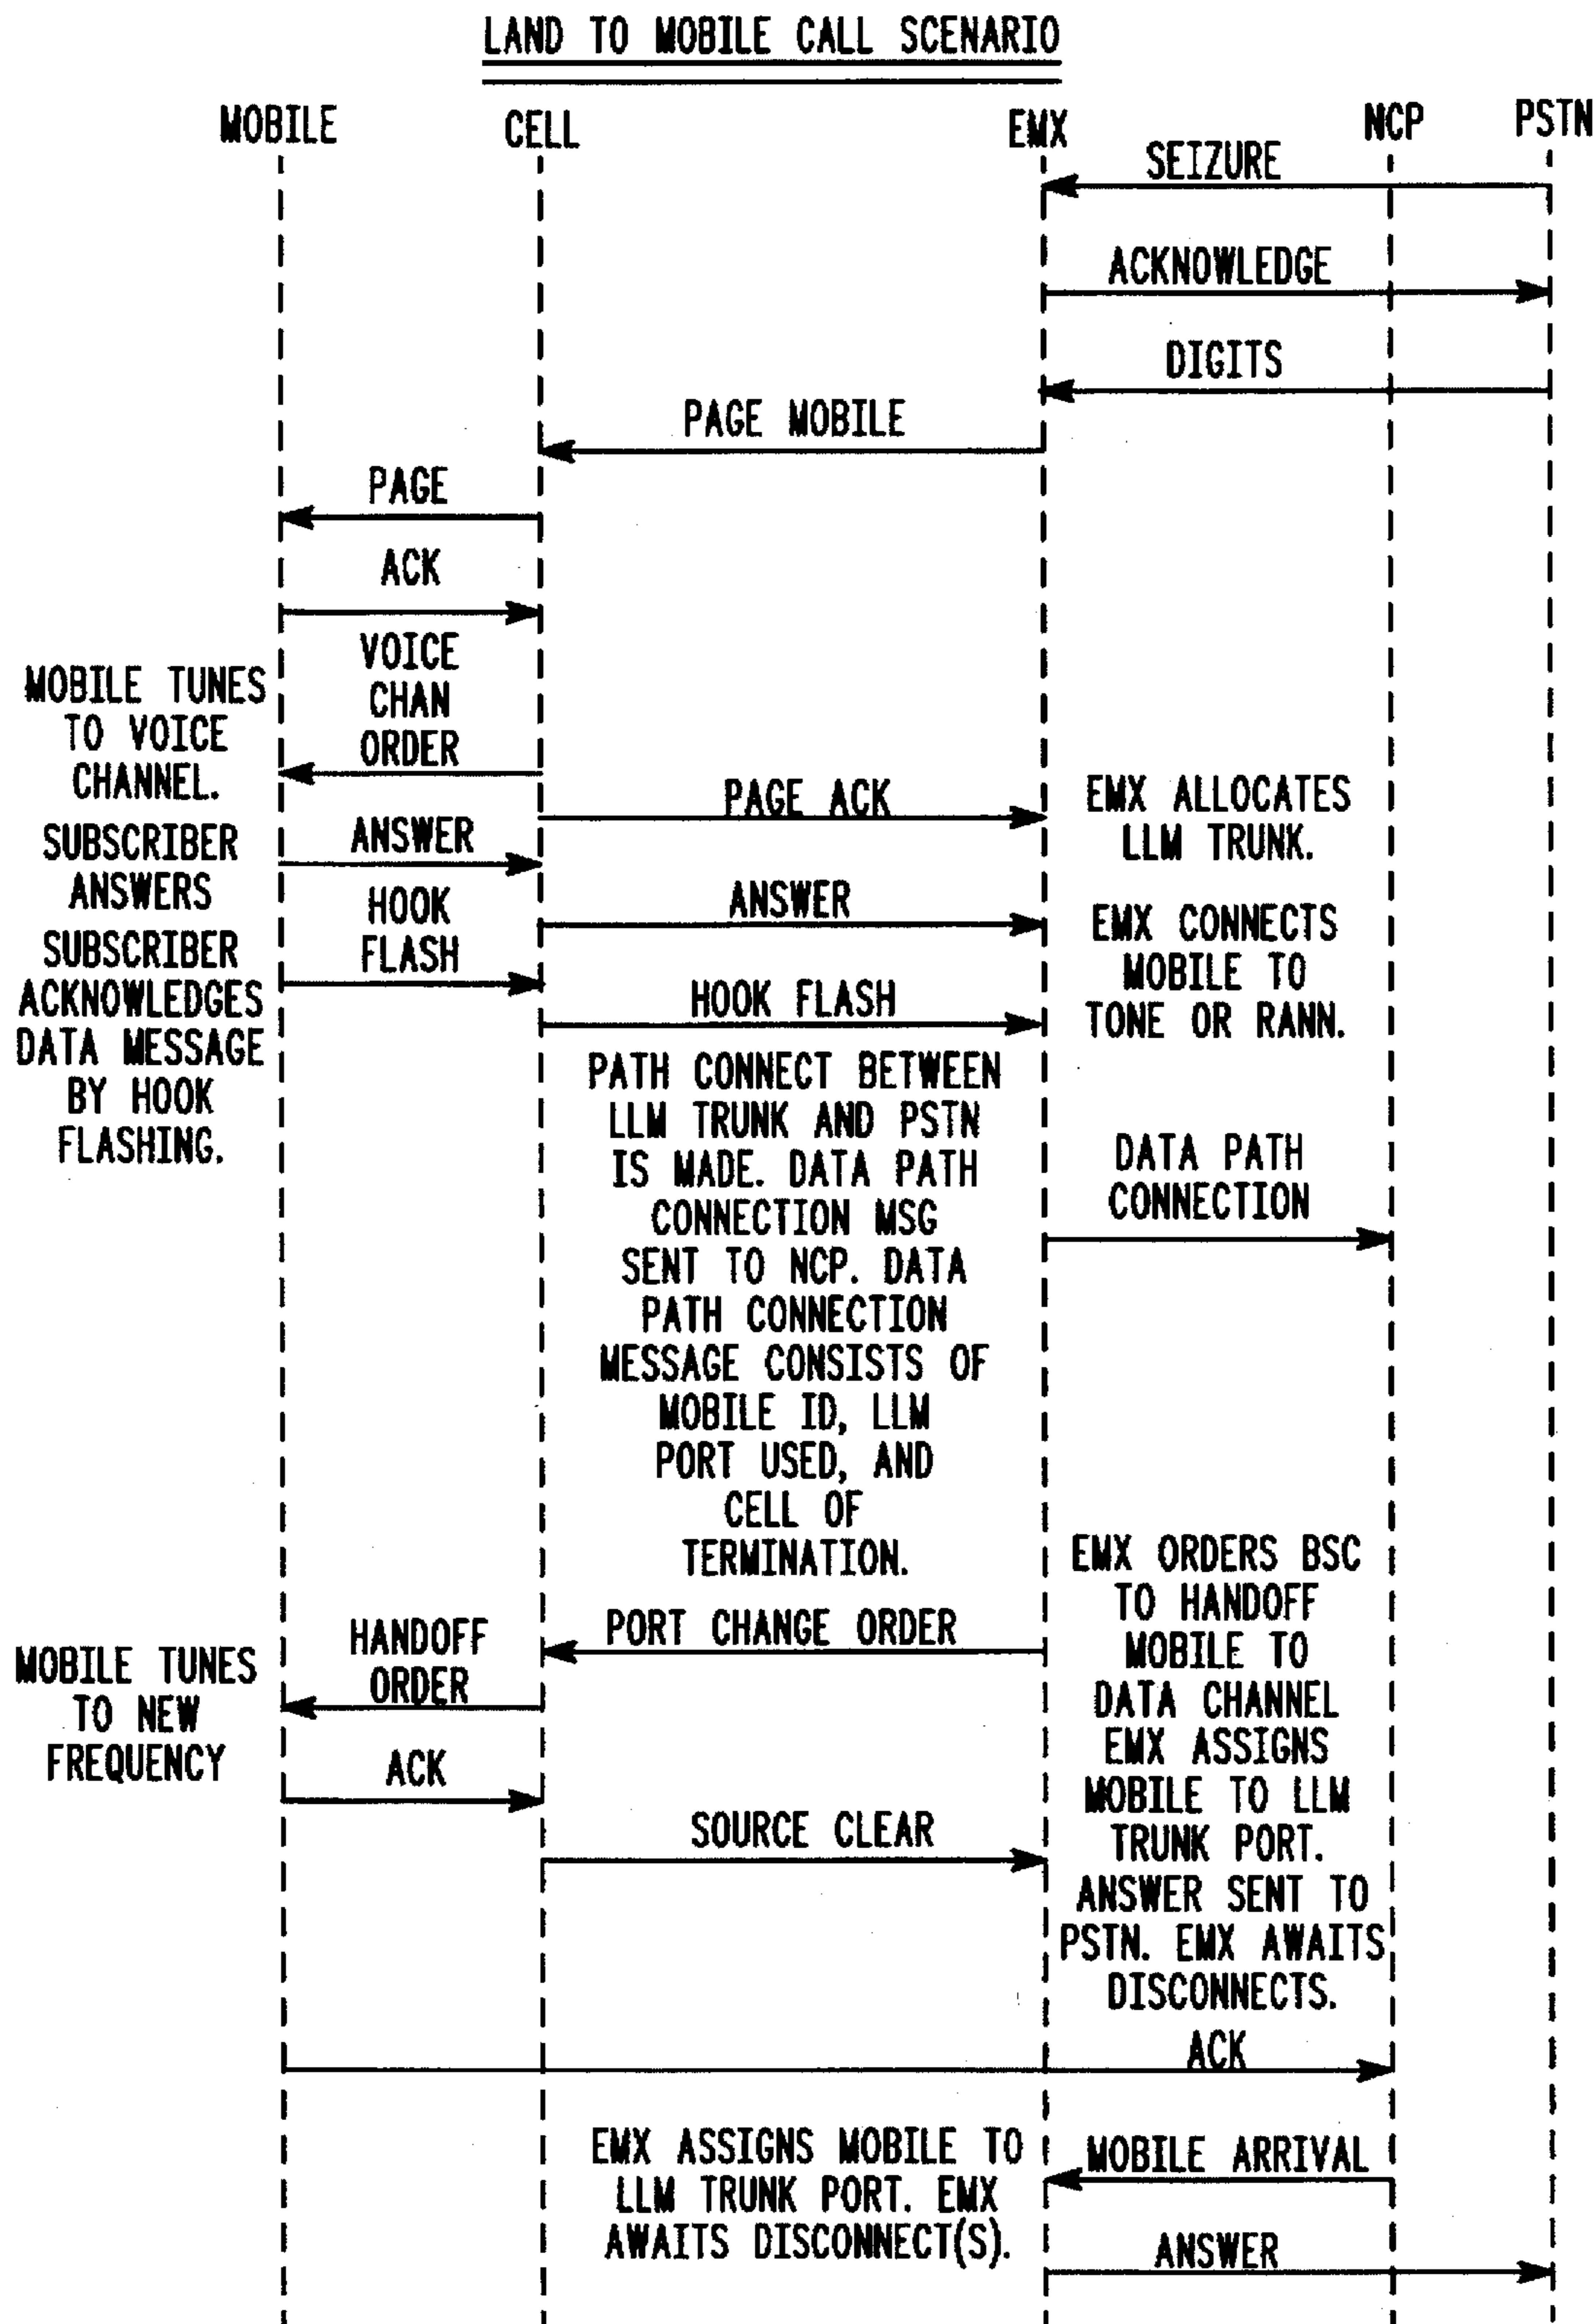 LAND TO MOBILE CALL SCENARIO
MOBILE
CELL
EMX
NCP
PSTN
SEIZURE
ACKNOWLEDGE
DIGITS
PAGE MOBILE
PAGE
ACK
VOICE
CHAN
ORDER
MOBILE TUNES
TO VOICE
CHANNEL.
PAGE ACK
EMX ALLOCATES
LLM TRUNK.
SUBSCRIBER
ANSWERS
ANSWER
ANSWER
HOOK
FLASH
EMX CONNECTS
MOBILE TO
TONE OR RANN.
SUBSCRIBER
ACKNOWLEDGES
DATA MESSAGE
BY HOOK
FLASHING.
HOOK FLASH
PATH CONNECT BETWEEN
LLM TRUNK AND PSTN
IS MADE. DATA PATH
CONNECTION MSG
SENT TO NCP. DATA
PATH CONNECTION
MESSAGE CONSISTS OF
MOBILE ID, LLM
PORT USED, AND
CELL OF
TERMINATION.
DATA PATH
CONNECTION
EMX ORDERS BSC
TO HANDOFF
MOBILE TO
DATA CHANNEL
EMX ASSIGNS
MOBILE TO LLM
TRUNK PORT.
ANSWER SENT TO
PSTN. EMX AWAITS
DISCONNECTS.
PORT CHANGE ORDER
HANDOFF
ORDER
MOBILE TUNES
TO NEW
FREQUENCY
ACK
SOURCE CLEAR
ACK
EMX ASSIGNS MOBILE TO
LLM TRUNK PORT. EMX
AWAITS DISCONNECT(S).
MOBILE ARRIVAL
ANSWER